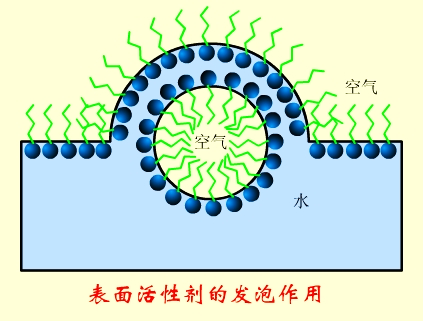 空气
空气
水
表面活性剂的发泡作用